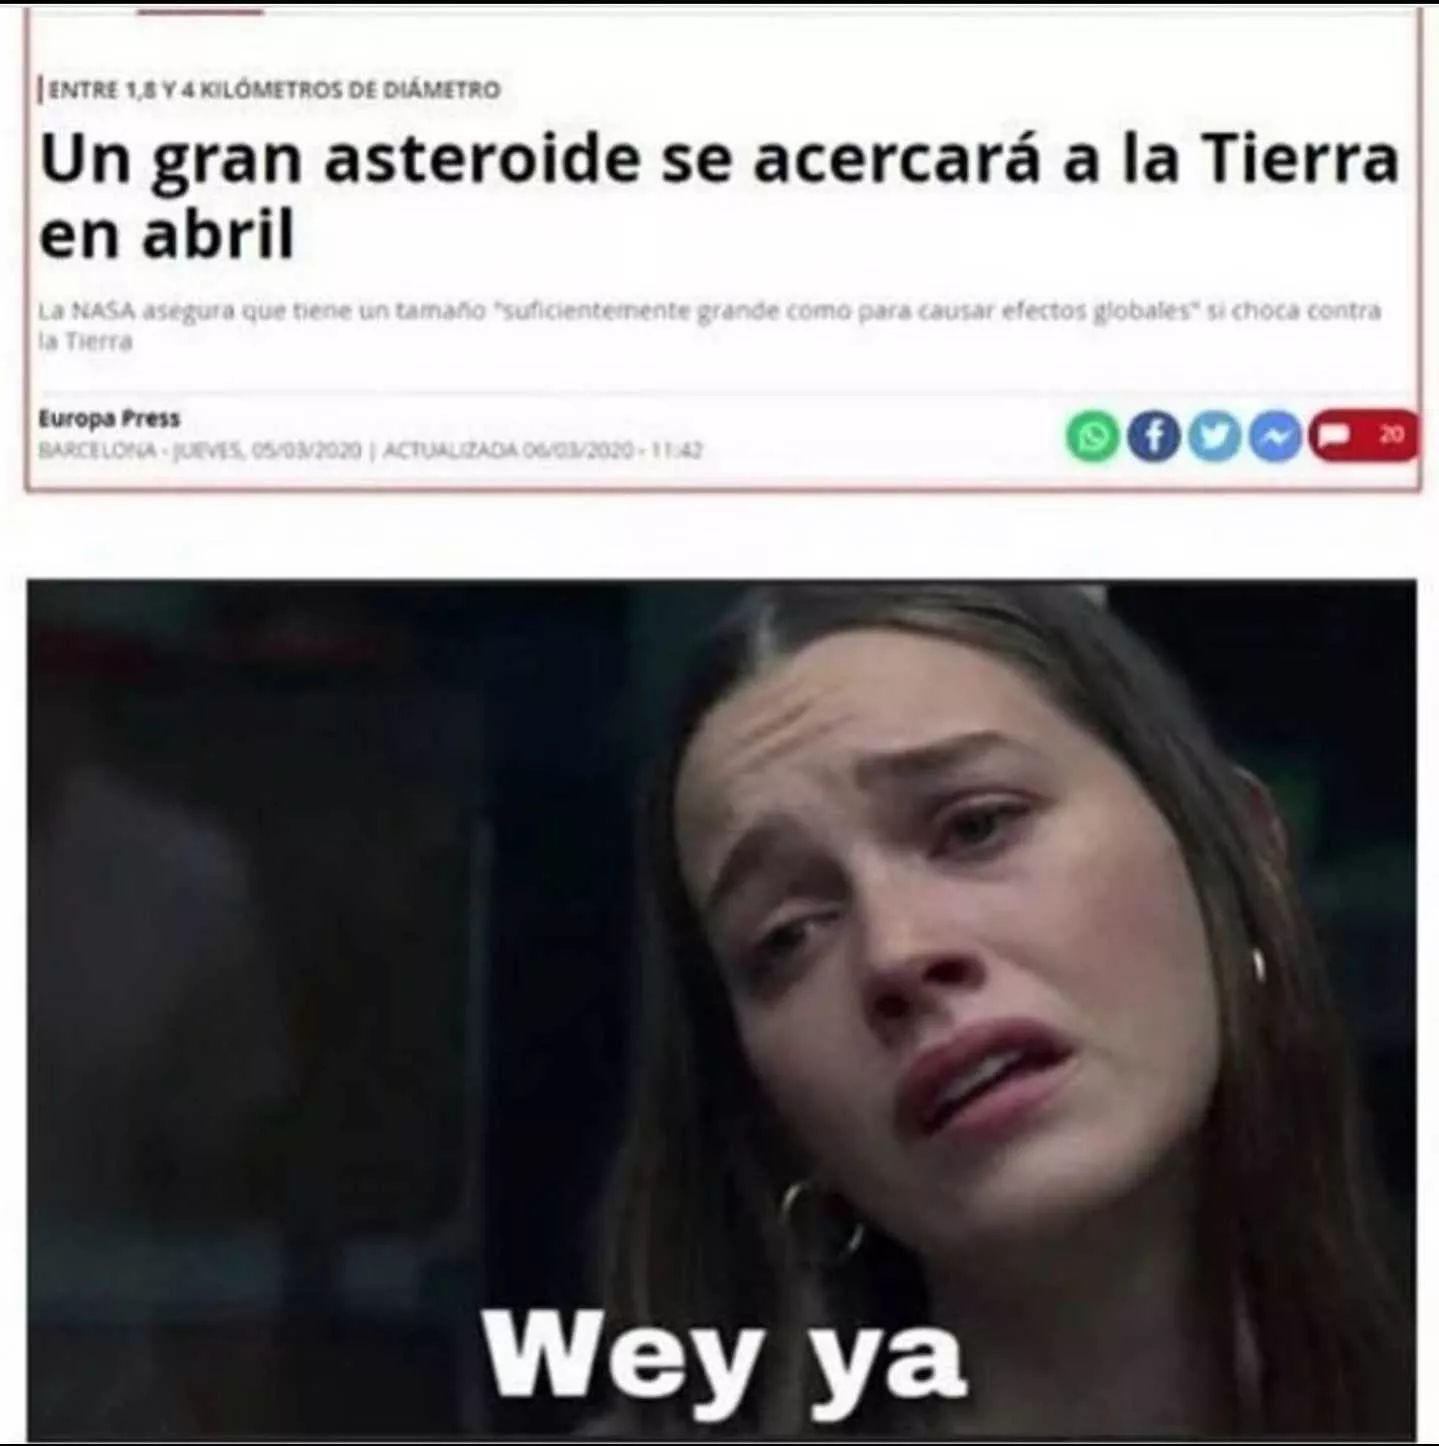 ENTRE 1,8 Y 4 KILÓMETROS DE DIÁMETRO
Un gran asteroide se acercará a la Tierra
en abril
La NASA asegura que tiene un tamaño "suficientemente grande como para causar efectos globales" si choca contra
la Tierra
Europa Press
BARCELONA - JUEVES, 05/03/2020 | ACTUALIZADA 06/03/2020 - 11:42
20
Wey ya